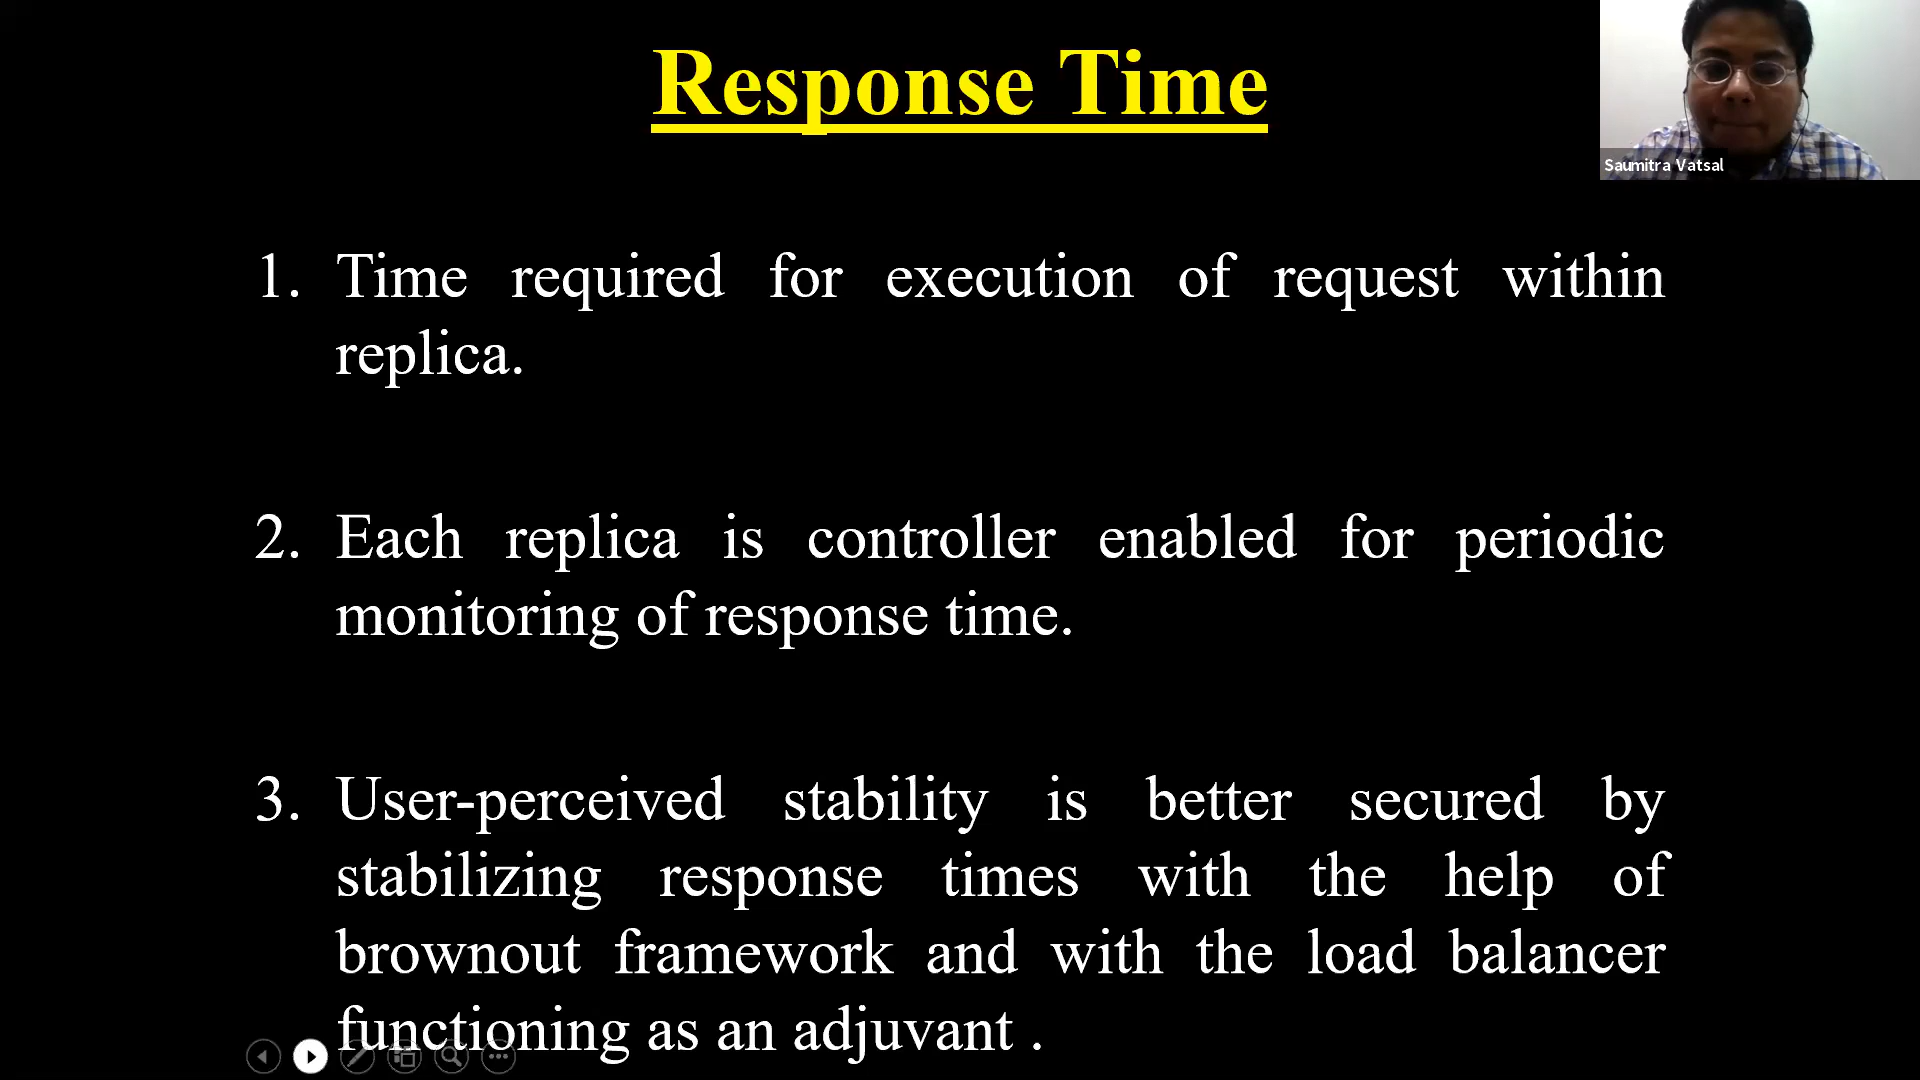 Response Time
Saumitra Vatsal
1. Time required for execution of request within
replica.
2. Each replica is controller enabled for periodic
monitoring of response time.
3. User-perceived stability is better secured by
stabilizing response times with the help of
brownout framework and with the load balancer
functioning as an adjuvant .